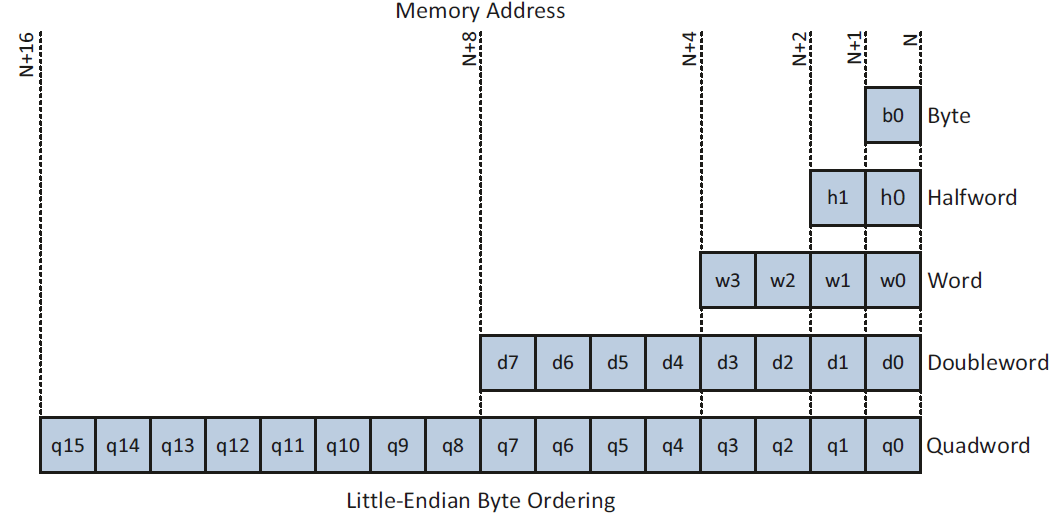 Memory Address
N+16 N+8 N+4 N+2 N+1 N
b0 Byte
h1 h0 Halfword
w3 w2 w1 w0 Word
d7 d6 d5 d4 d3 d2 d1 d0 Doubleword
q15 q14 q13 q12 q11 q10 q9 q8 q7 q6 q5 q4 q3 q2 q1 q0 Quadword
Little-Endian Byte Ordering